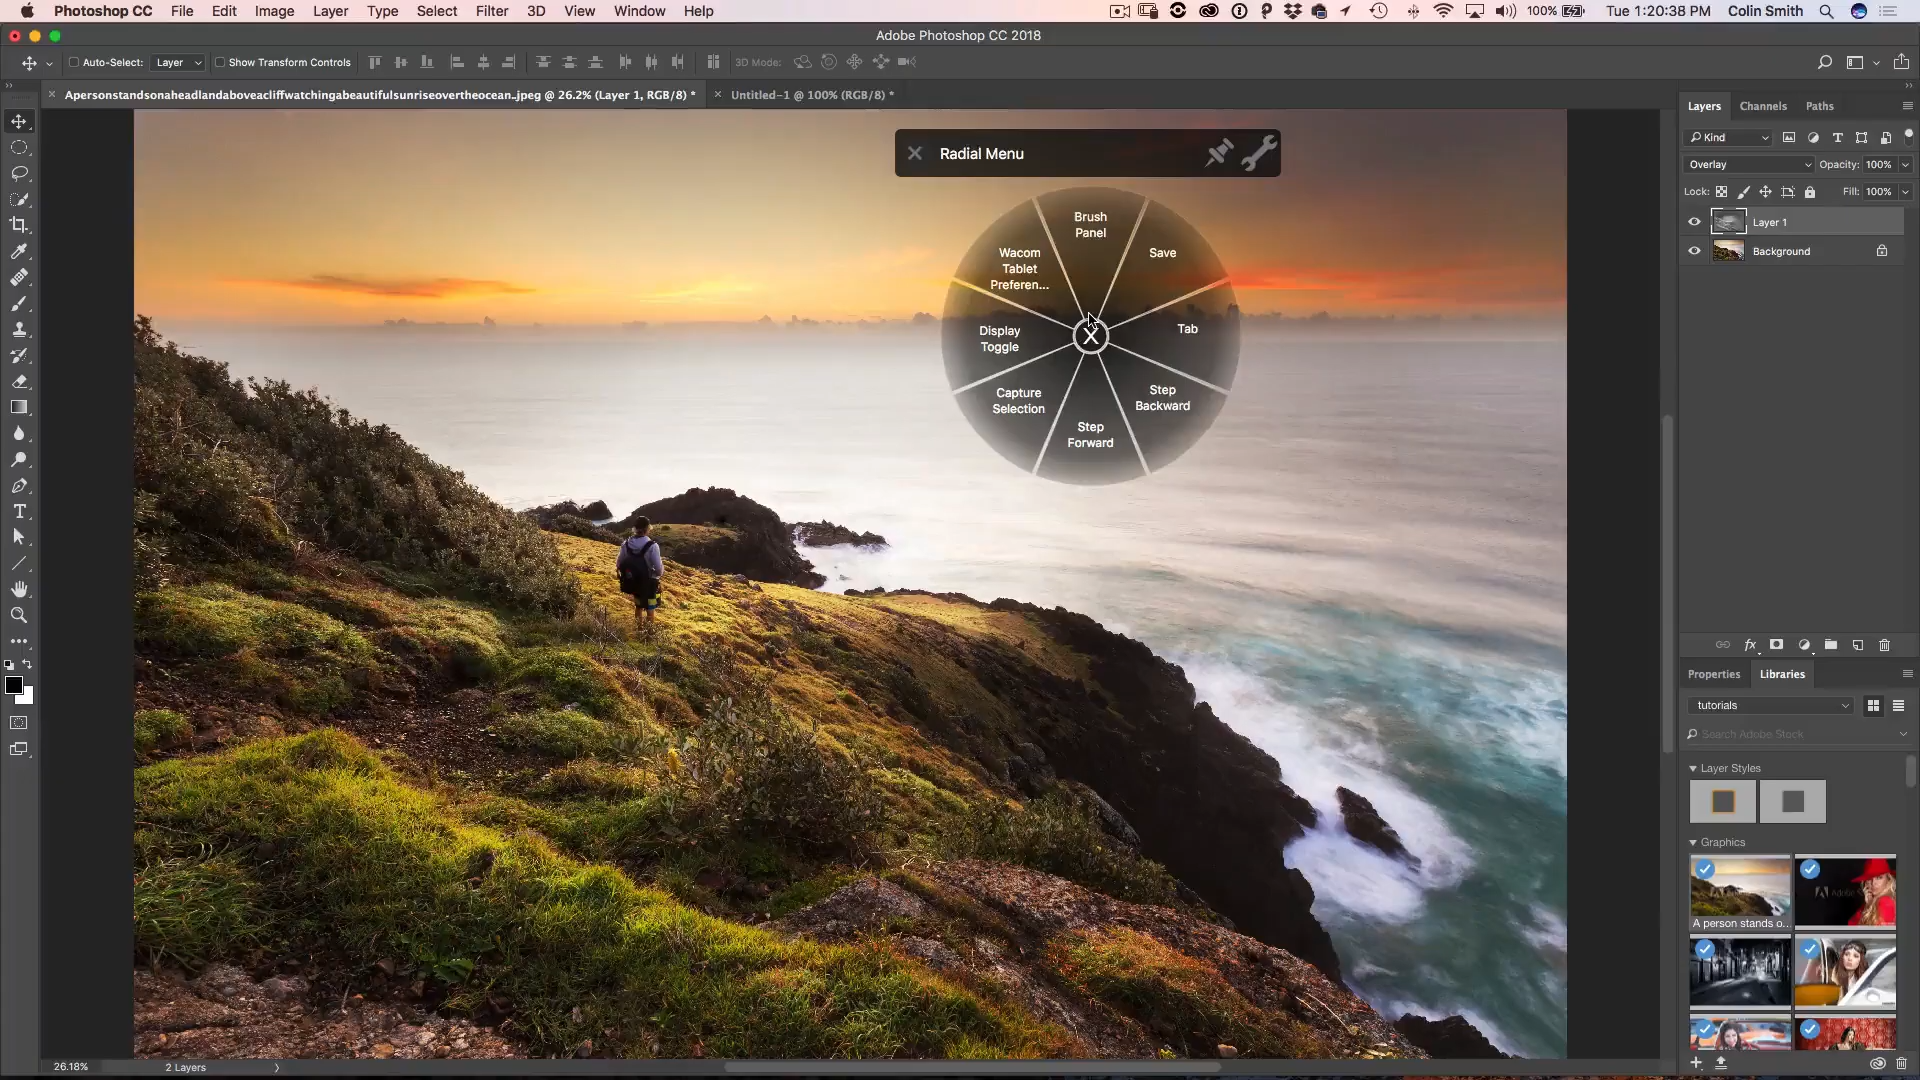 Photoshop CC File Edit Image Layer Type Select Filter 3D View Window Help 100% Tue 1:20:38 PM Colin Smith
Adobe Photoshop CC 2018
Auto-Select: Layer Show Transform Controls 3D Mode:
Apersonstandsonaheadlandaboveacliffwatchingabeautifulsunriseovertheocean..jpeg @ 26.2% (Layer 1, RGB/8) * Untitled-1 @ 100% (RGB/8) *
Radial Menu
Brush
Panel
Save
Tab
Step
Backward
Step
Forward
Capture
Selection
Display
Toggle
Wacom
Tablet
Preferen...
X
Layers Channels Paths
Kind
Overlay Opacity: 100%
Lock: Fill: 100%
Layer 1
Background
fx
Properties Libraries
tutorials
Search Adobe Stock
Layer Styles
Graphics
A person stands o...
26.18% 2 Layers